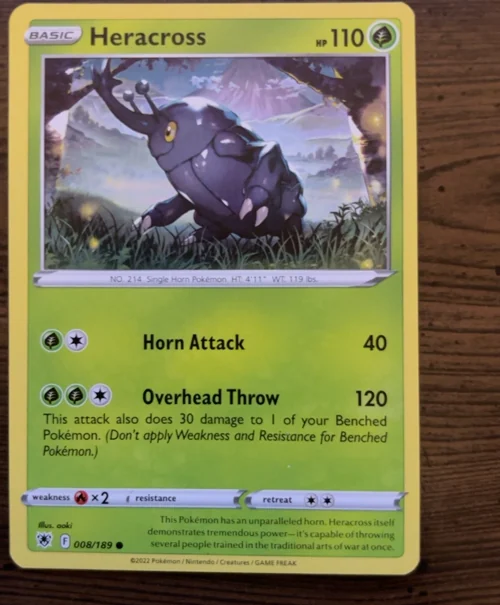 BASIC Heracross HP 110
NO. 214 Single Horn Pokémon HT: 4'11" WT: 119 lbs.
Horn Attack 40
Overhead Throw 120
This attack also does 30 damage to 1 of your Benched
Pokémon. (Don't apply Weakness and Resistance for Benched
Pokémon.)
weakness ×2 resistance retreat
Illus. aoki
This Pokémon has an unparalleled horn. Heracross itself
demonstrates tremendous power—it's capable of throwing
several people trained in the traditional arts of war at once.
F 008/189
©2022 Pokémon / Nintendo / Creatures / GAME FREAK